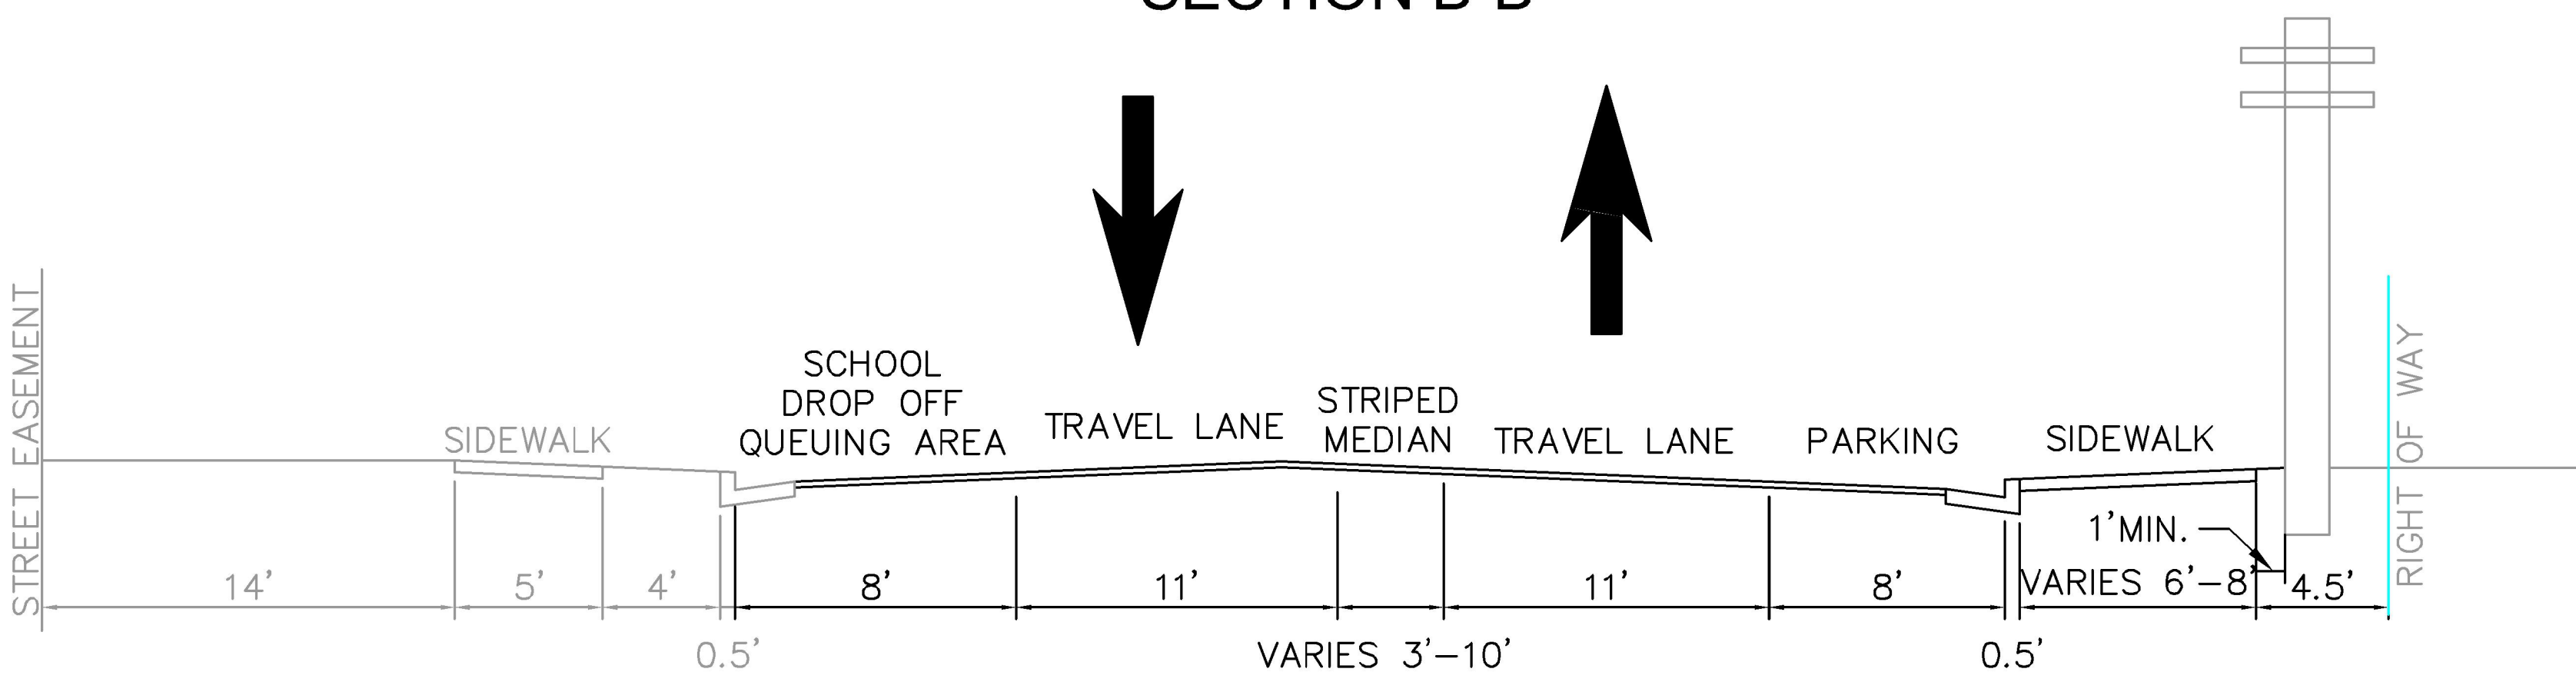 SECTION B-B
STREET EASEMENT
SIDEWALK
SCHOOL
DROP OFF
QUEUING AREA
TRAVEL LANE
STRIPED
MEDIAN
TRAVEL LANE
PARKING
SIDEWALK
RIGHT OF WAY
1'MIN.
14'
5'
4'
8'
11'
11'
8'
VARIES 6'-8'
4.5'
0.5'
VARIES 3'-10'
0.5'